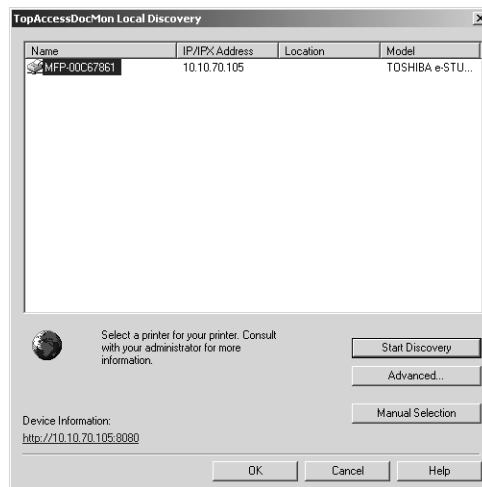 TopAccessDocMon Local Discovery
Name IP/IPX Address Location Model
MFP-00C67861 10.10.70.105 TOSHIBA e-STU...
Select a printer for your printer. Consult
with your administrator for more
information.
Start Discovery
Advanced...
Manual Selection
Device Information:
http://10.10.70.105:8080
OK Cancel Help